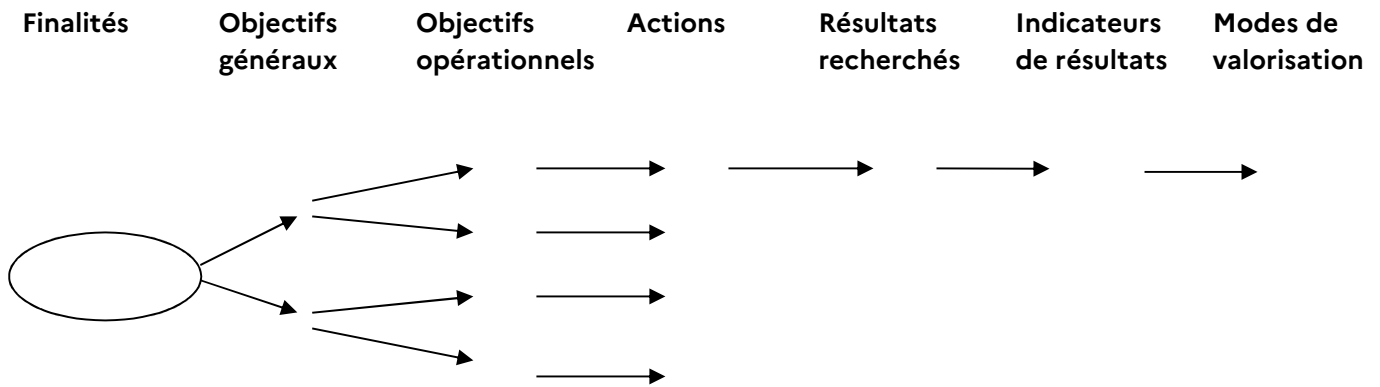 Finalités
Objectifs
généraux
Objectifs
opérationnels
Actions
Résultats
recherchés
Indicateurs
de résultats
Modes de
valorisation